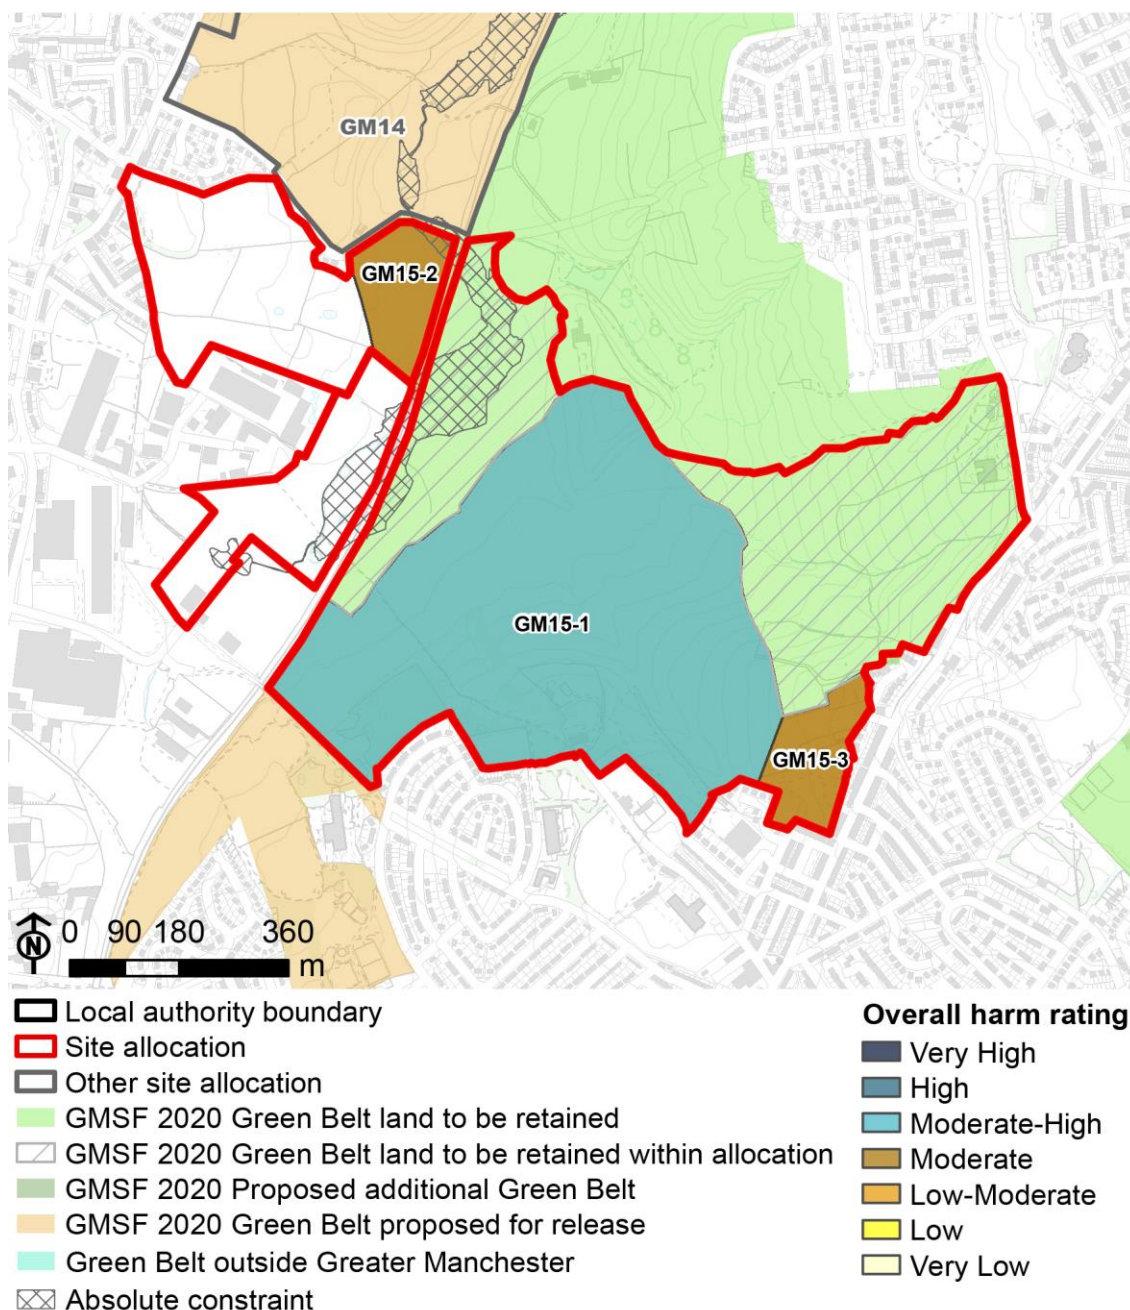 GM14
GM15-2
GM15-1
GM15-3
N
0 90 180 360
m
Local authority boundary
Site allocation
Other site allocation
GMSF 2020 Green Belt land to be retained
GMSF 2020 Green Belt land to be retained within allocation
GMSF 2020 Proposed additional Green Belt
GMSF 2020 Green Belt proposed for release
Green Belt outside Greater Manchester
Absolute constraint
Overall harm rating
Very High
High
Moderate-High
Moderate
Low-Moderate
Low
Very Low